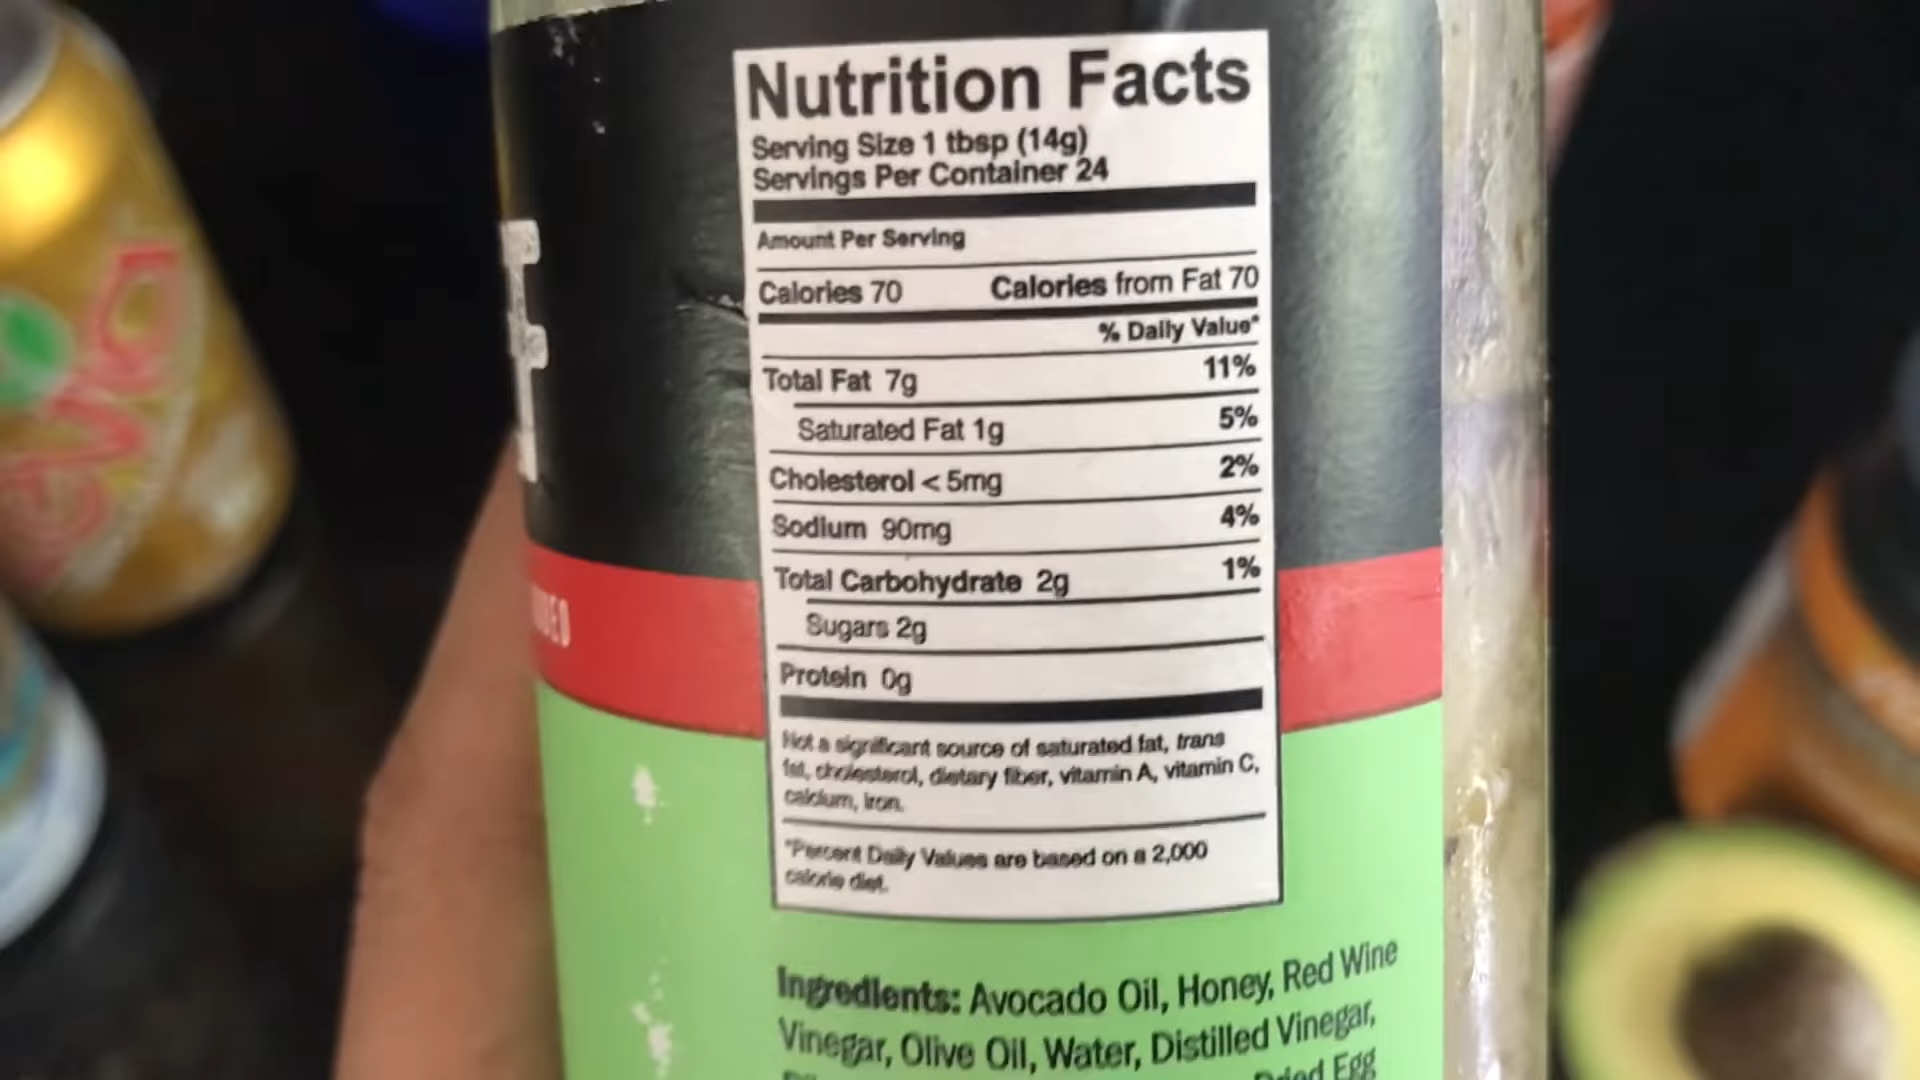 Nutrition Facts
Serving Size 1 tbsp (14g)
Servings Per Container 24
Amount Per Serving
Calories 70 Calories from Fat 70
% Daily Value*
Total Fat 7g 11%
Saturated Fat 1g 5%
Cholesterol < 5mg 2%
Sodium 90mg 4%
Total Carbohydrate 2g 1%
Sugars 2g
Protein 0g
Not a significant source of saturated fat, trans
fat, cholesterol, dietary fiber, vitamin A, vitamin C,
calcium, iron.
*Percent Daily Values are based on a 2,000
calorie diet.
Ingredients: Avocado Oil, Honey, Red Wine
Vinegar, Olive Oil, Water, Distilled Vinegar,
Dried Egg